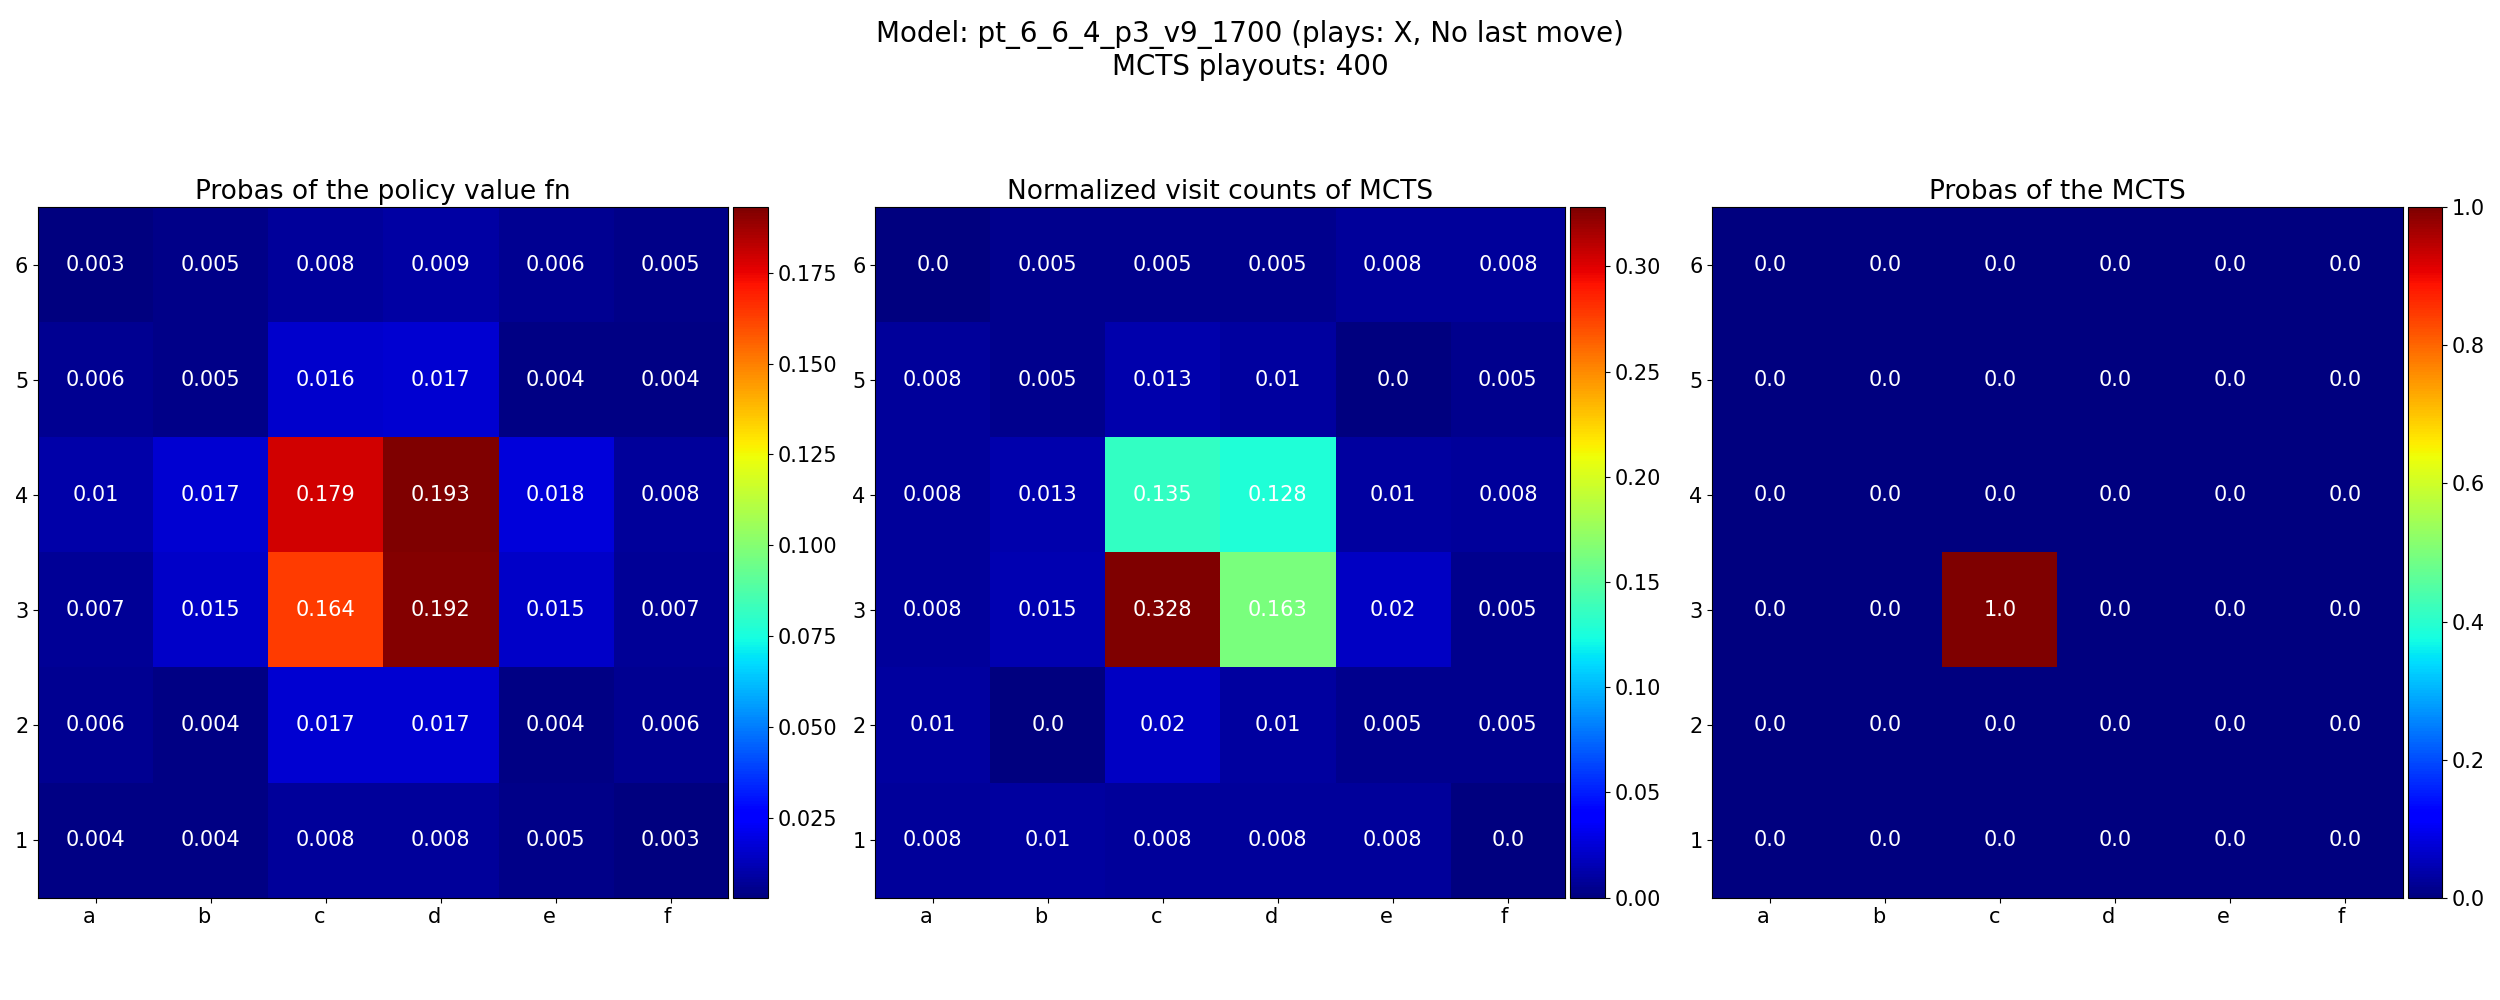 Model: pt_6_6_4_p3_v9_1700 (plays: X, No last move)
MCTS playouts: 400
Probas of the policy value fn
6 0.003 0.005 0.008 0.009 0.006 0.005
5 0.006 0.005 0.016 0.017 0.004 0.004
4 0.01 0.017 0.179 0.193 0.018 0.008
3 0.007 0.015 0.164 0.192 0.015 0.007
2 0.006 0.004 0.017 0.017 0.004 0.006
1 0.004 0.004 0.008 0.008 0.005 0.003
a b c d e f
0.175
0.150
0.125
0.100
0.075
0.050
0.025
Normalized visit counts of MCTS
6 0.0 0.005 0.005 0.005 0.008 0.008
5 0.008 0.005 0.013 0.01 0.0 0.005
4 0.008 0.013 0.135 0.128 0.01 0.008
3 0.008 0.015 0.328 0.163 0.02 0.005
2 0.01 0.0 0.02 0.01 0.005 0.005
1 0.008 0.01 0.008 0.008 0.008 0.0
a b c d e f
0.30
0.25
0.20
0.15
0.10
0.05
0.00
Probas of the MCTS
6 0.0 0.0 0.0 0.0 0.0 0.0
5 0.0 0.0 0.0 0.0 0.0 0.0
4 0.0 0.0 0.0 0.0 0.0 0.0
3 0.0 0.0 1.0 0.0 0.0 0.0
2 0.0 0.0 0.0 0.0 0.0 0.0
1 0.0 0.0 0.0 0.0 0.0 0.0
a b c d e f
1.0
0.8
0.6
0.4
0.2
0.0